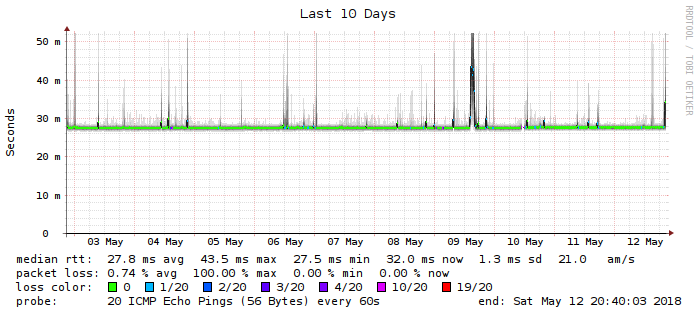 Last 10 Days
RRDTOOL / TOBI OETIKER
Seconds
50 m
40 m
30 m
20 m
10 m
0
03 May 04 May 05 May 06 May 07 May 08 May 09 May 10 May 11 May 12 May
median rtt: 27.8 ms avg 43.5 ms max 27.5 ms min 32.0 ms now 1.3 ms sd 21.0 am/s
packet loss: 0.74 % avg 100.00 % max 0.00 % min 0.00 % now
loss color: 0 1/20 2/20 3/20 4/20 10/20 19/20
probe: 20 ICMP Echo Pings (56 Bytes) every 60s end: Sat May 12 20:40:03 2018